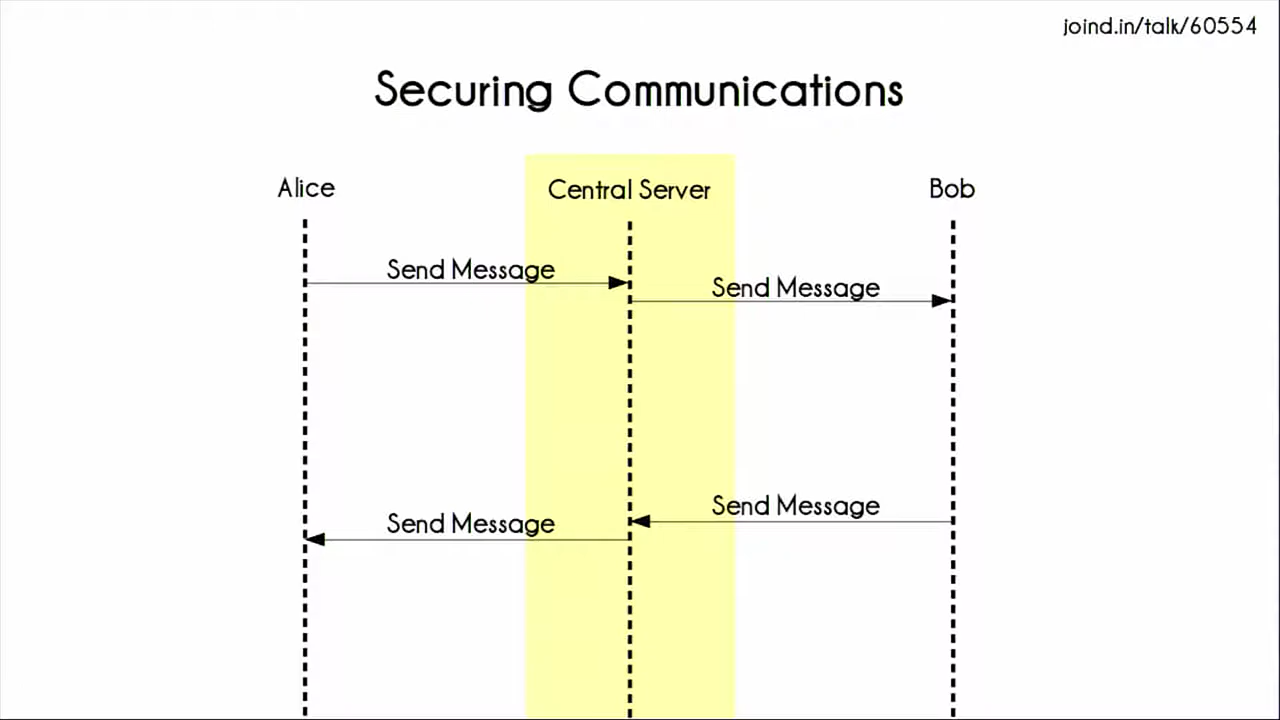 joind.in/talk/60554
Securing Communications
Alice
Central Server
Bob
Send Message
Send Message
Send Message
Send Message